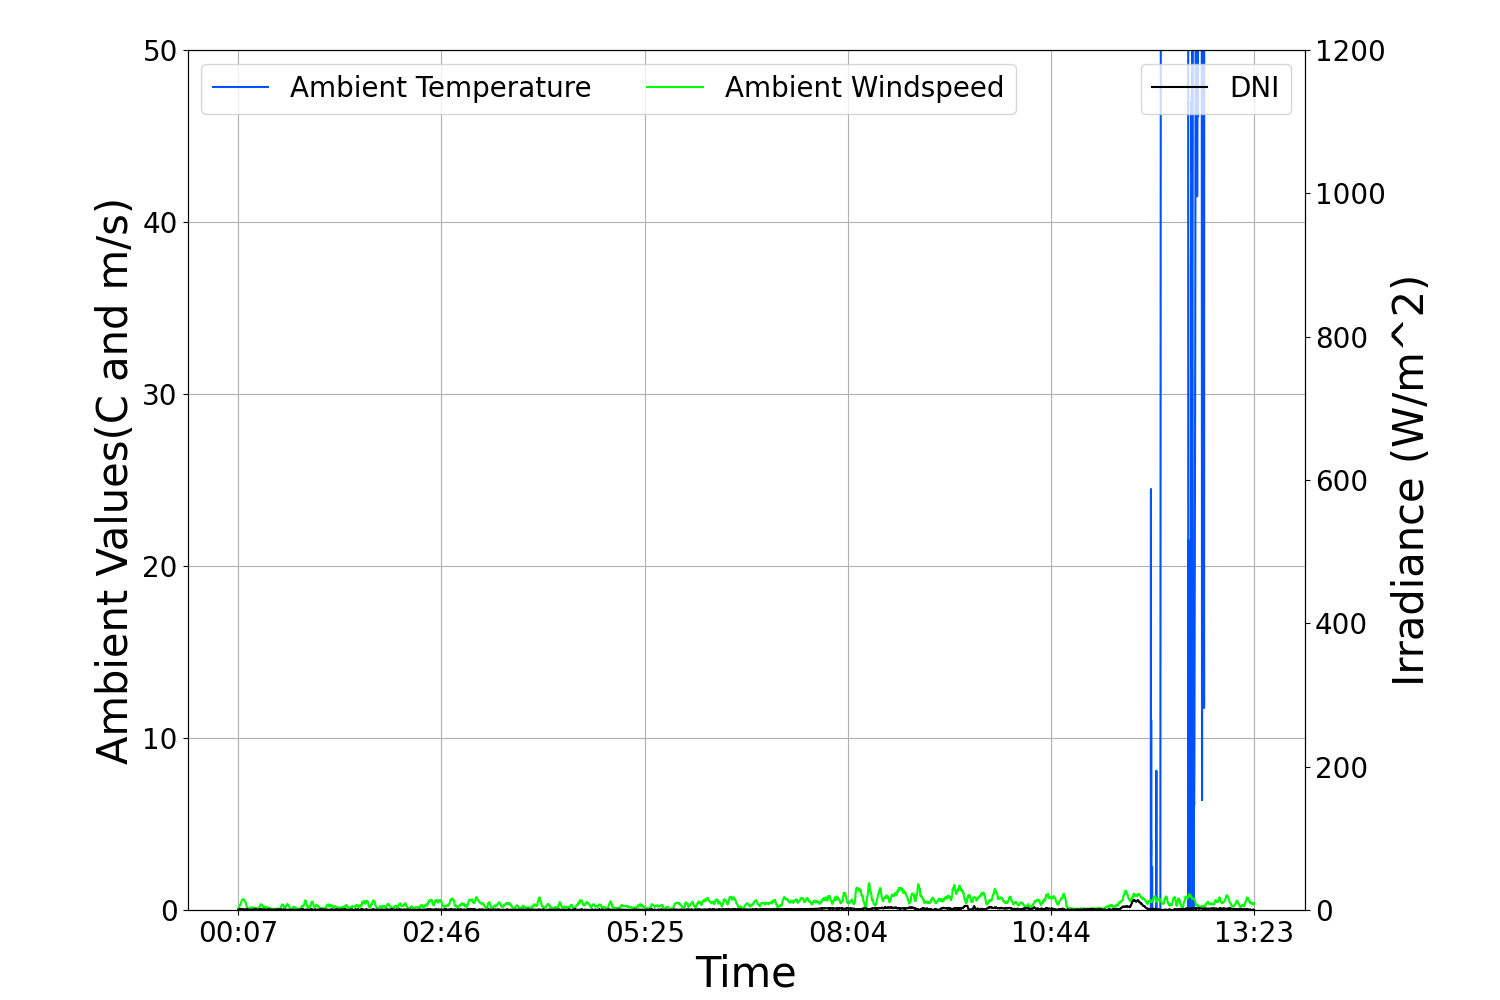 Ambient Temperature Ambient Windspeed DNI
Ambient Values(C and m/s)
50
40
30
20
10
0
1200
1000
800
600
400
200
0
Irradiance (W/m^2)
00:07 02:46 05:25 08:04 10:44 13:23
Time